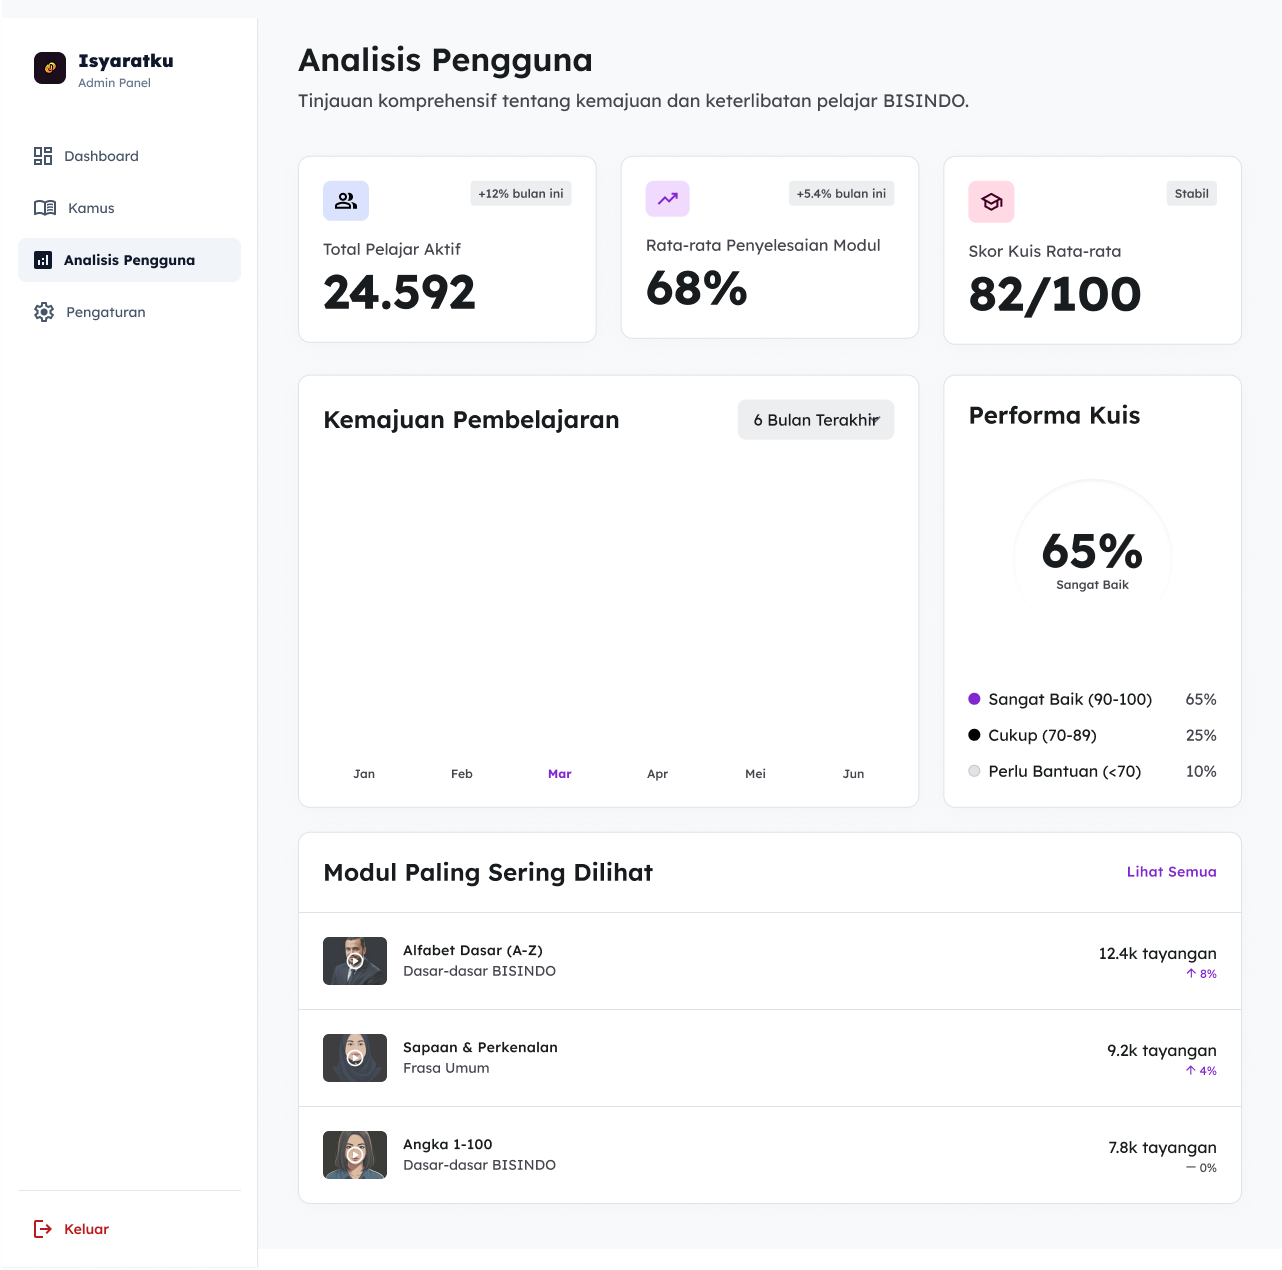 Isyaratku
Admin Panel
Dashboard
Kamus
Analisis Pengguna
Pengaturan
Keluar
Analisis Pengguna
Tinjauan komprehensif tentang kemajuan dan keterlibatan pelajar BISINDO.
+12% bulan ini
Total Pelajar Aktif
24.592
+5.4% bulan ini
Rata-rata Penyelesaian Modul
68%
Stabil
Skor Kuis Rata-rata
82/100
Kemajuan Pembelajaran
6 Bulan Terakhir
Jan Feb Mar Apr Mei Jun
Performa Kuis
65%
Sangat Baik
Sangat Baik (90-100) 65%
Cukup (70-89) 25%
Perlu Bantuan (<70) 10%
Modul Paling Sering Dilihat
Lihat Semua
Alfabet Dasar (A-Z)
Dasar-dasar BISINDO
12.4k tayangan
↑ 8%
Sapaan & Perkenalan
Frasa Umum
9.2k tayangan
↑ 4%
Angka 1-100
Dasar-dasar BISINDO
7.8k tayangan
— 0%